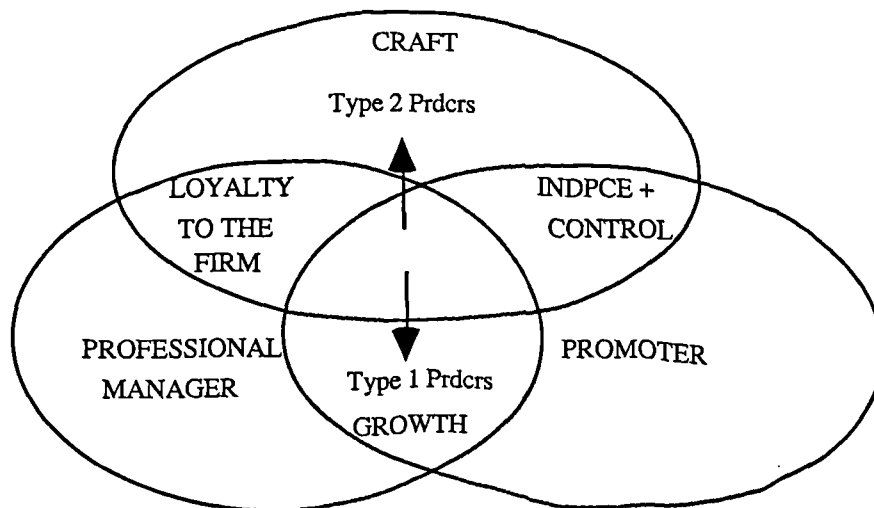 CRAFT
Type 2 Prdcrs
LOYALTY
TO THE
FIRM
INDPCE +
CONTROL
PROFESSIONAL
MANAGER
PROMOTER
Type 1 Prdcrs
GROWTH